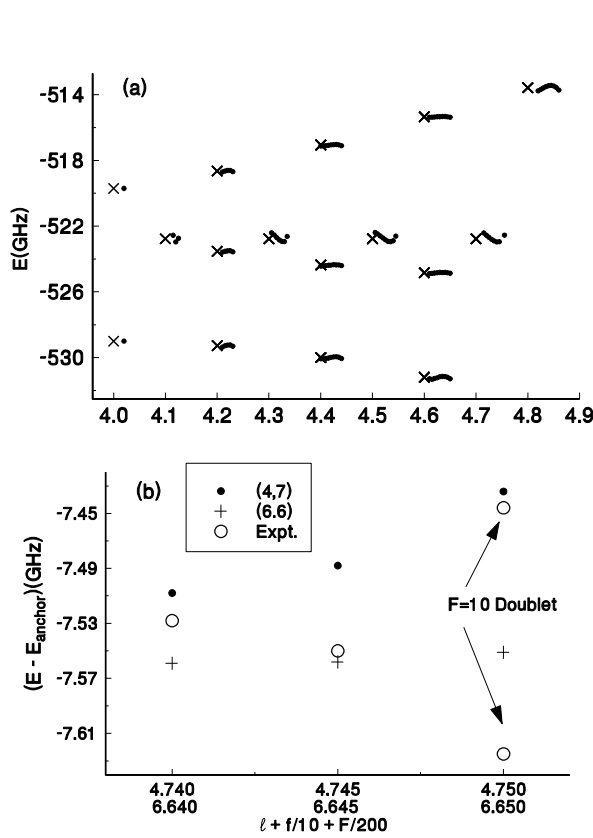 (a)
E(GHz)
-514
-518
-522
-526
-530
4.0 4.1 4.2 4.3 4.4 4.5 4.6 4.7 4.8 4.9
(b)
(4,7)
(6.6)
Expt.
(E - Eanchor)(GHz)
-7.45
-7.49
-7.53
-7.57
-7.61
F=10 Doublet
4.740 4.745 4.750
6.640 6.645 6.650
ℓ + f/10 + F/200